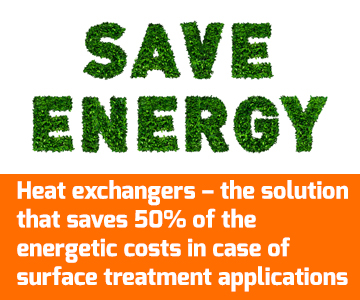 SAVE
ENERGY
Heat exchangers – the solution
that saves 50% of the
energetic costs in case of
surface treatment applications